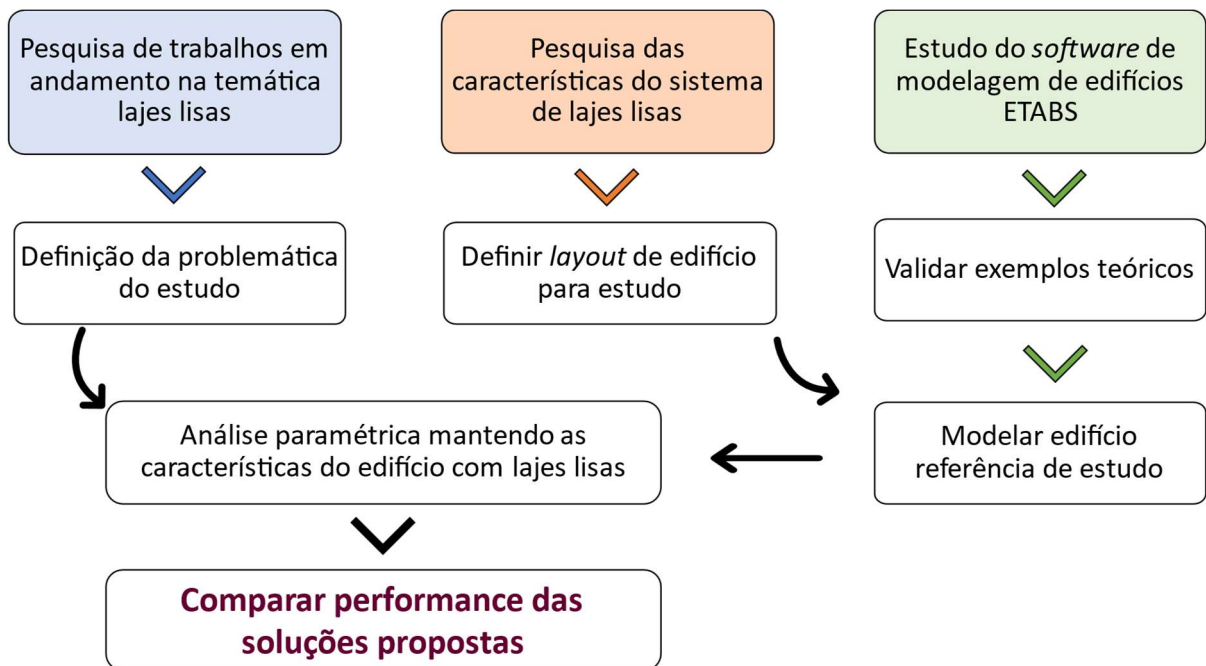 Pesquisa de trabalhos em
andamento na temática
lajes lisas
Pesquisa das
características do sistema
de lajes lisas
Estudo do software de
modelagem de edifícios
ETABS
Definição da problemática
do estudo
Definir layout de edifício
para estudo
Validar exemplos teóricos
Análise paramétrica mantendo as
características do edifício com lajes lisas
Modelar edifício
referência de estudo
Comparar performance das
soluções propostas